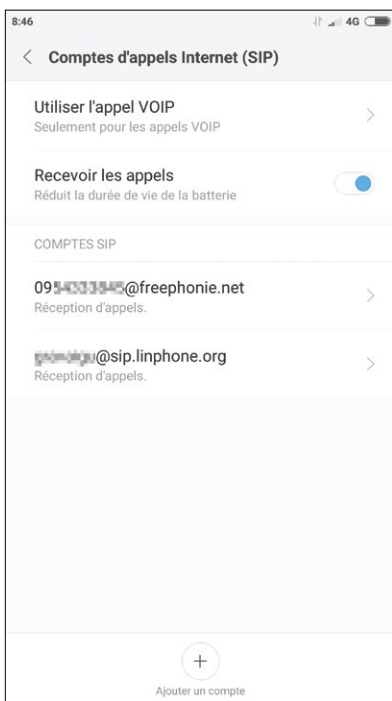 8:46
4G
Comptes d'appels Internet (SIP)
Utiliser l'appel VOIP
Seulement pour les appels VOIP
Recevoir les appels
Réduit la durée de vie de la batterie
COMPTES SIP
09 @freephonie.net
Réception d'appels.
@sip.linphone.org
Réception d'appels.
Ajouter un compte